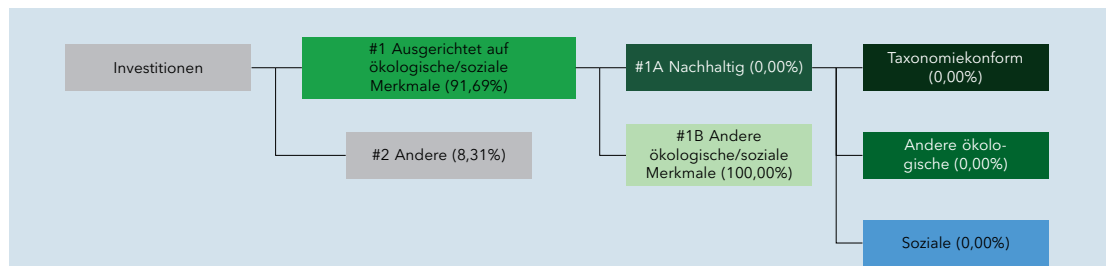 Investitionen
#1 Ausgerichtet auf
ökologische/soziale
Merkmale (91,69%)
#2 Andere (8,31%)
#1A Nachhaltig (0,00%)
#1B Andere
ökologische/soziale
Merkmale (100,00%)
Taxonomiekonform
(0,00%)
Andere ökolo-
gische (0,00%)
Soziale (0,00%)